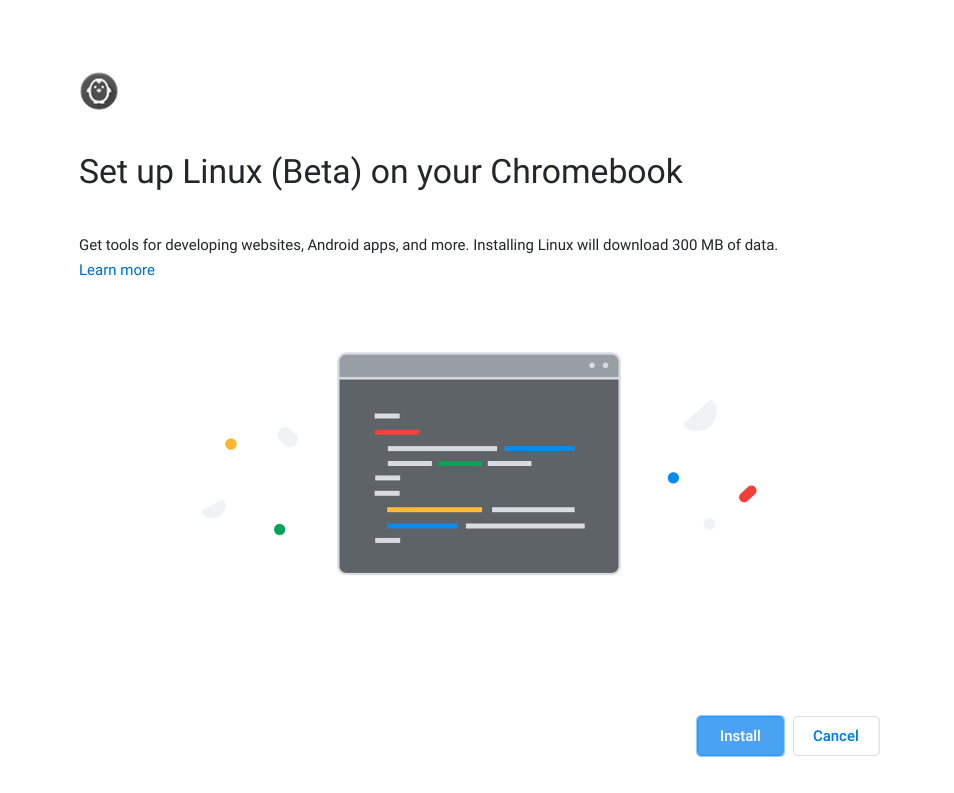 Set up Linux (Beta) on your Chromebook
Get tools for developing websites, Android apps, and more. Installing Linux will download 300 MB of data.
Learn more
Install
Cancel